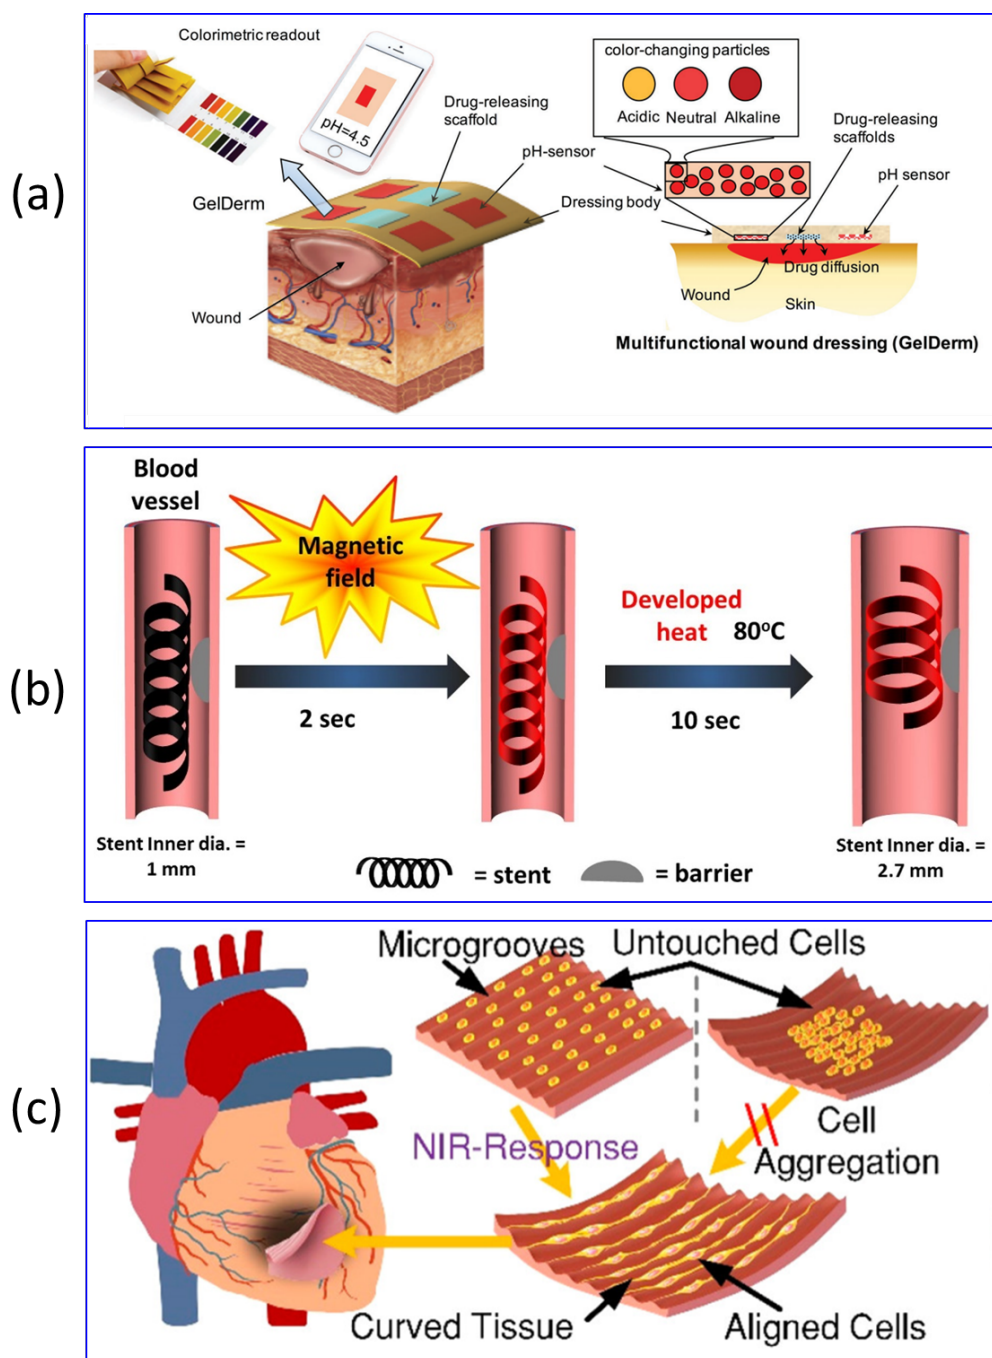 (a)
Colorimetric readout
pH=4.5
Drug-releasing
scaffold
pH-sensor
GelDerm
Dressing body
Wound
color-changing particles
Acidic Neutral Alkaline
Drug-releasing
scaffolds
pH sensor
Drug diffusion
Wound
Skin
Multifunctional wound dressing (GelDerm)
(b)
Blood
vessel
Magnetic
field
2 sec
Developed
heat 80°C
10 sec
Stent Inner dia. =
1 mm
= stent
= barrier
Stent Inner dia. =
2.7 mm
(c)
Microgrooves
Untouched Cells
NIR-Response
Cell
Aggregation
Curved Tissue
Aligned Cells